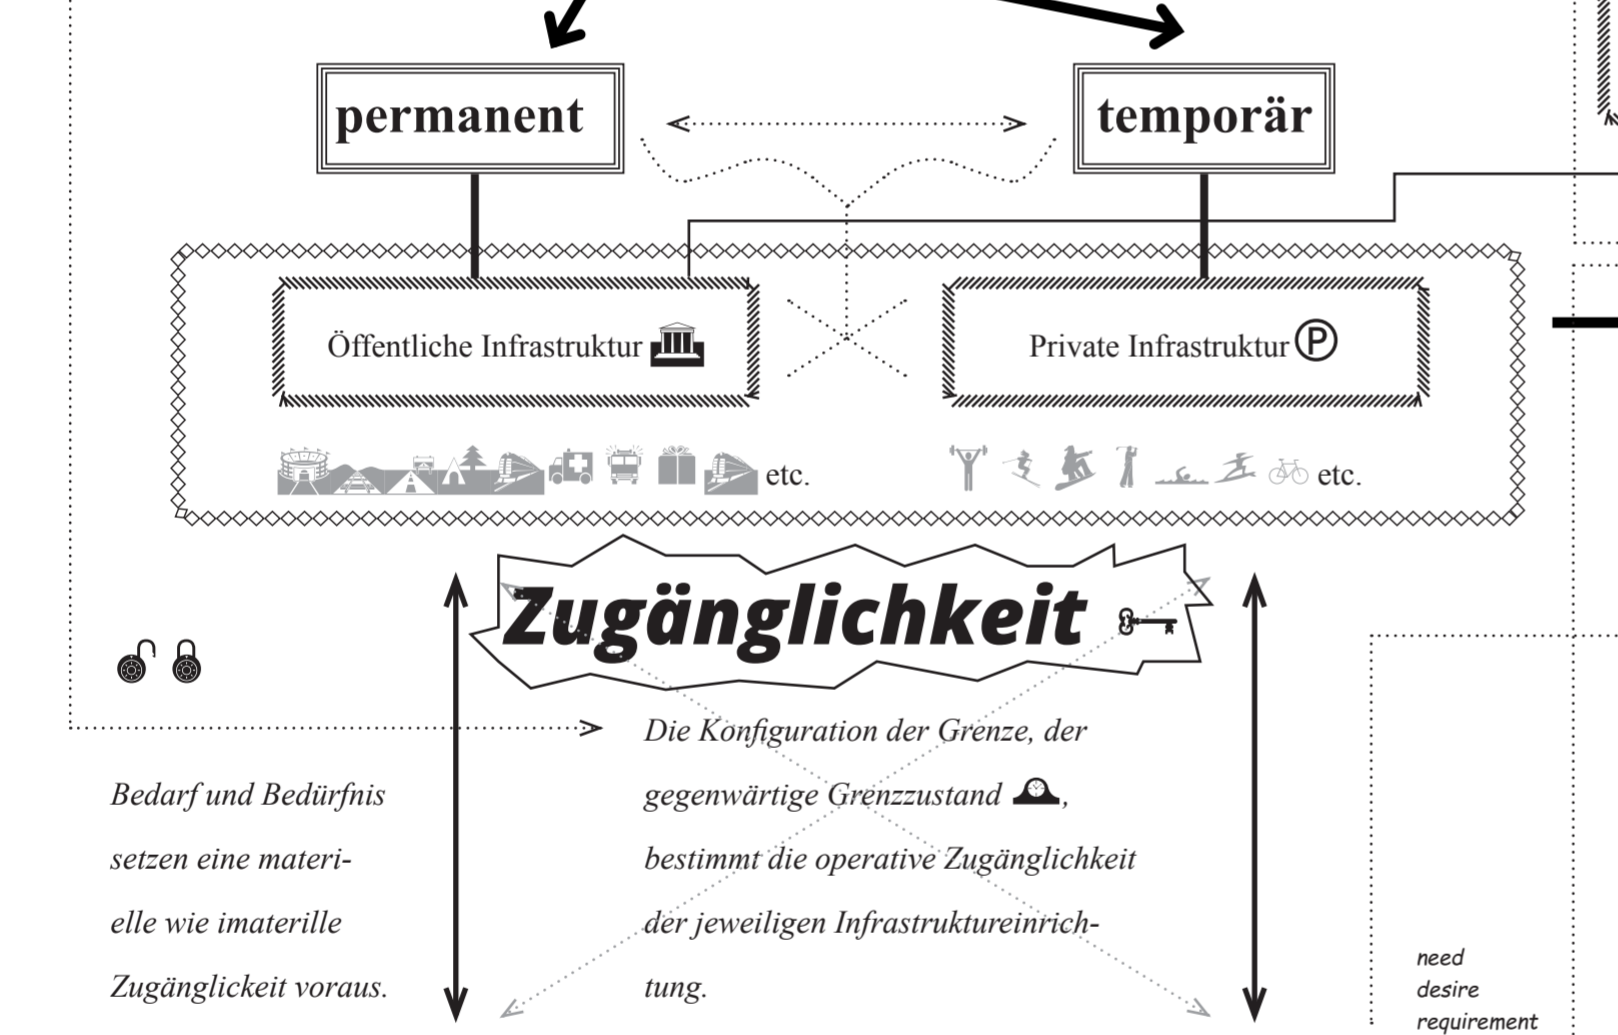 permanent
temporär
Öffentliche Infrastruktur
Private Infrastruktur P
etc.
etc.
Zugänglichkeit
Bedarf und Bedürfnis
setzen eine materi-
elle wie imaterille
Zugänglickeit voraus.
Die Konfiguration der Grenze, der
gegenwärtige Grenzzustand ,
bestimmt die operative Zugänglichkeit
der jeweiligen Infrastruktureinrich-
tung.
need
desire
requirement